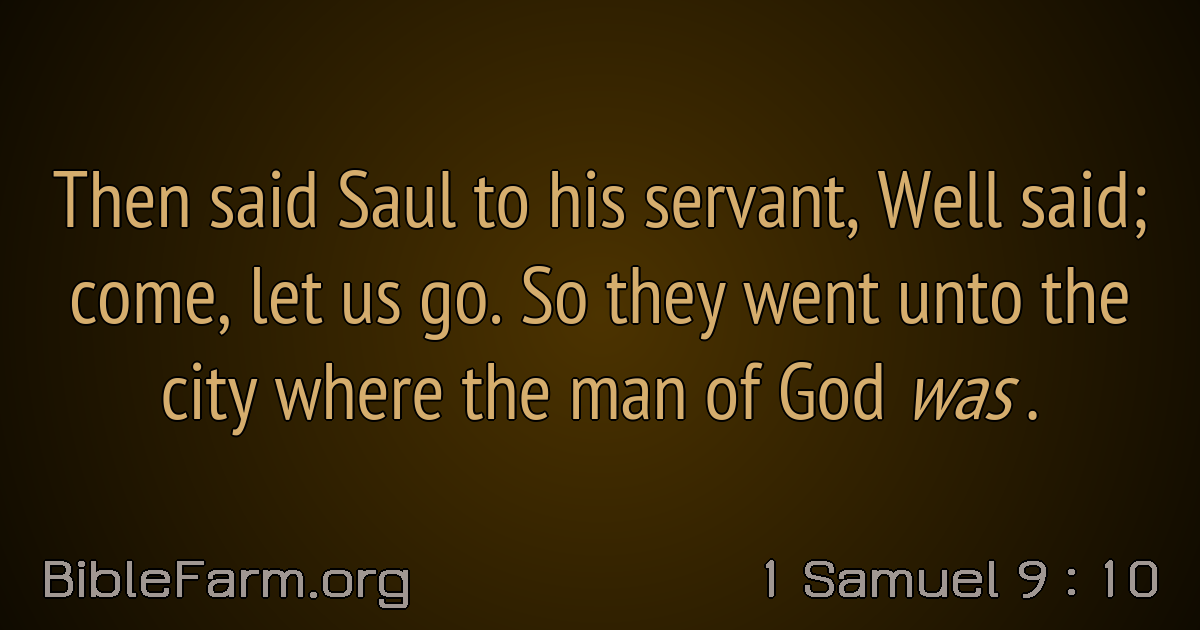 Then said Saul to his servant, Well said;
come, let us go. So they went unto the
city where the man of God was .
BibleFarm.org
1 Samuel 9 : 10